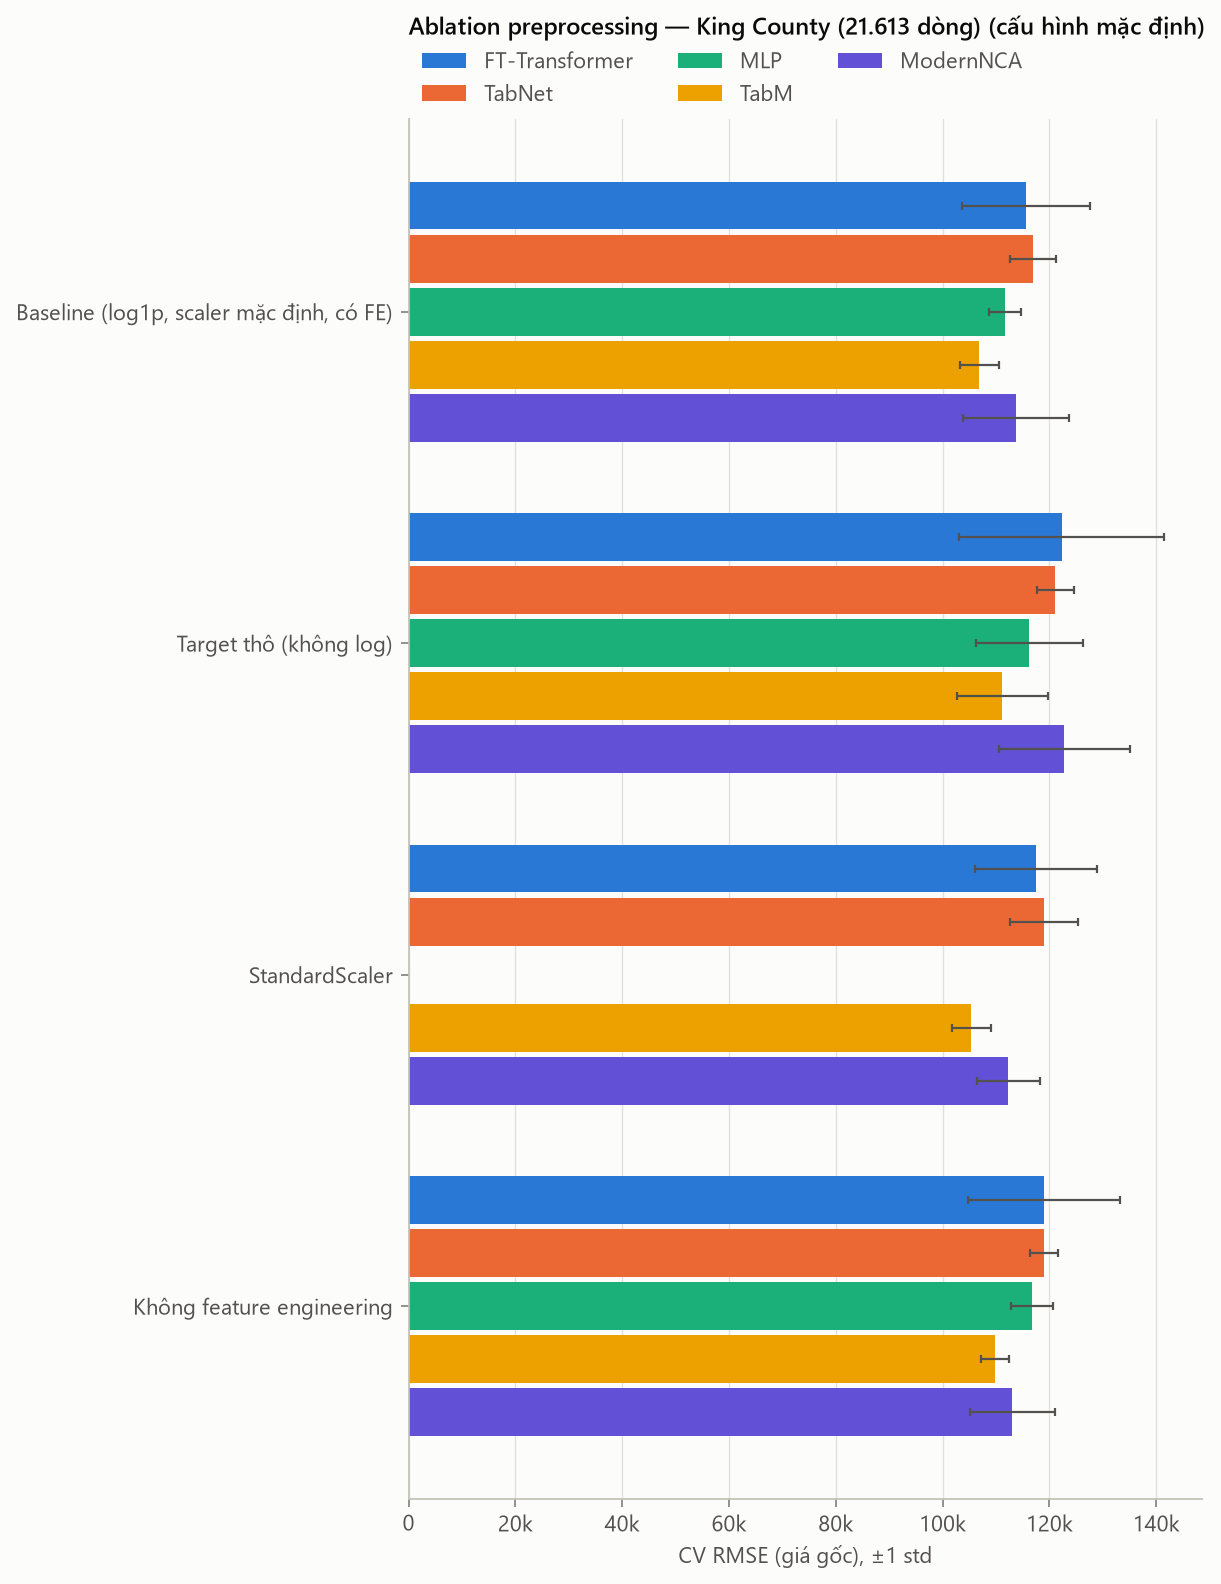 Ablation preprocessing — King County (21.613 dòng) (cấu hình mặc định)
FT-Transformer
MLP
ModernNCA
TabNet
TabM
Baseline (log1p, scaler mặc định, có FE)
Target thô (không log)
StandardScaler
Không feature engineering
0
20k
40k
60k
80k
100k
120k
140k
CV RMSE (giá gốc), ±1 std